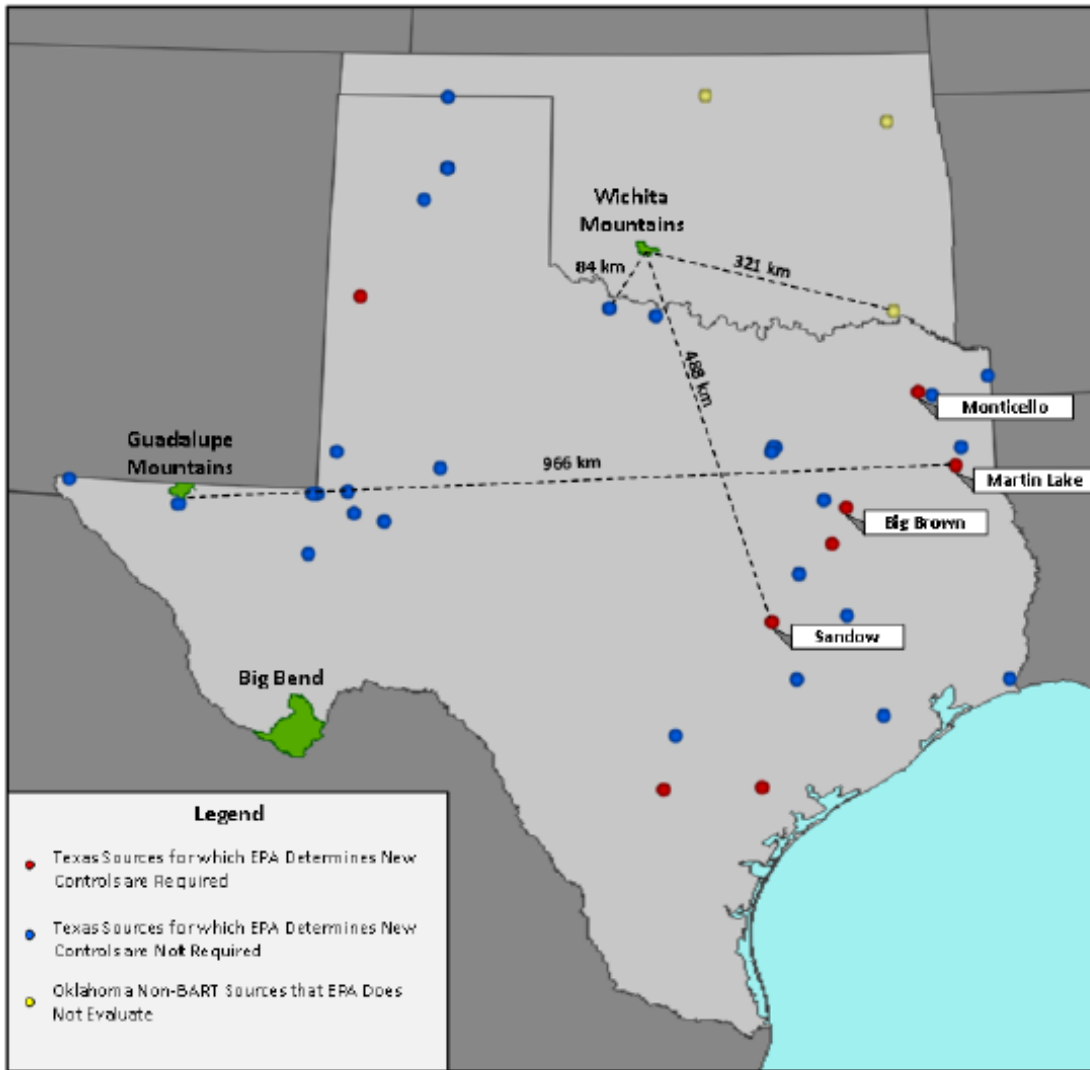 Wichita
Mountains
84 km
321 km
488 km
Monticello
Guadalupe
Mountains
966 km
Martin Lake
Big Brown
Sandow
Big Bend
Legend
Texas Sources for which EPA Determines New
Controls are Required
Texas Sources for which EPA Determines New
Controls are Not Required
Oklahoma Non-BART Sources that EPA Does
Not Evaluate